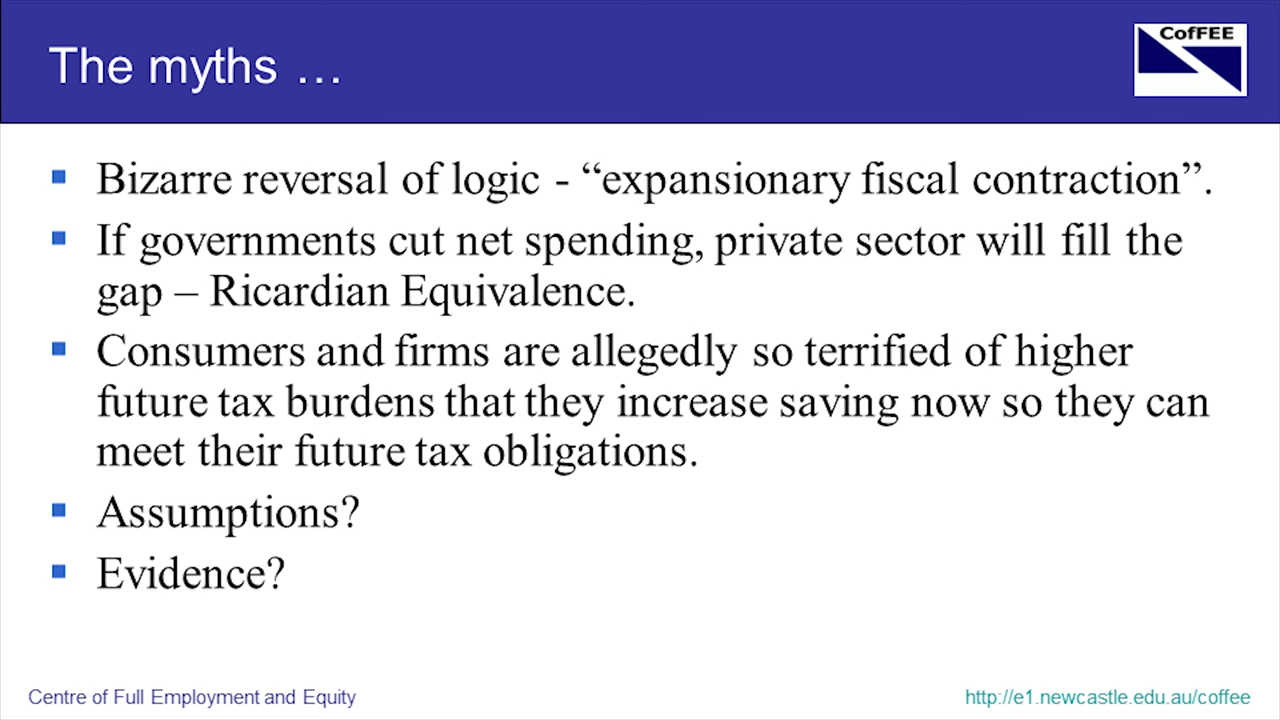 The myths …
CofFEE
Bizarre reversal of logic - “expansionary fiscal contraction”.
If governments cut net spending, private sector will fill the
gap – Ricardian Equivalence.
Consumers and firms are allegedly so terrified of higher
future tax burdens that they increase saving now so they can
meet their future tax obligations.
Assumptions?
Evidence?
Centre of Full Employment and Equity
http://e1.newcastle.edu.au/coffee